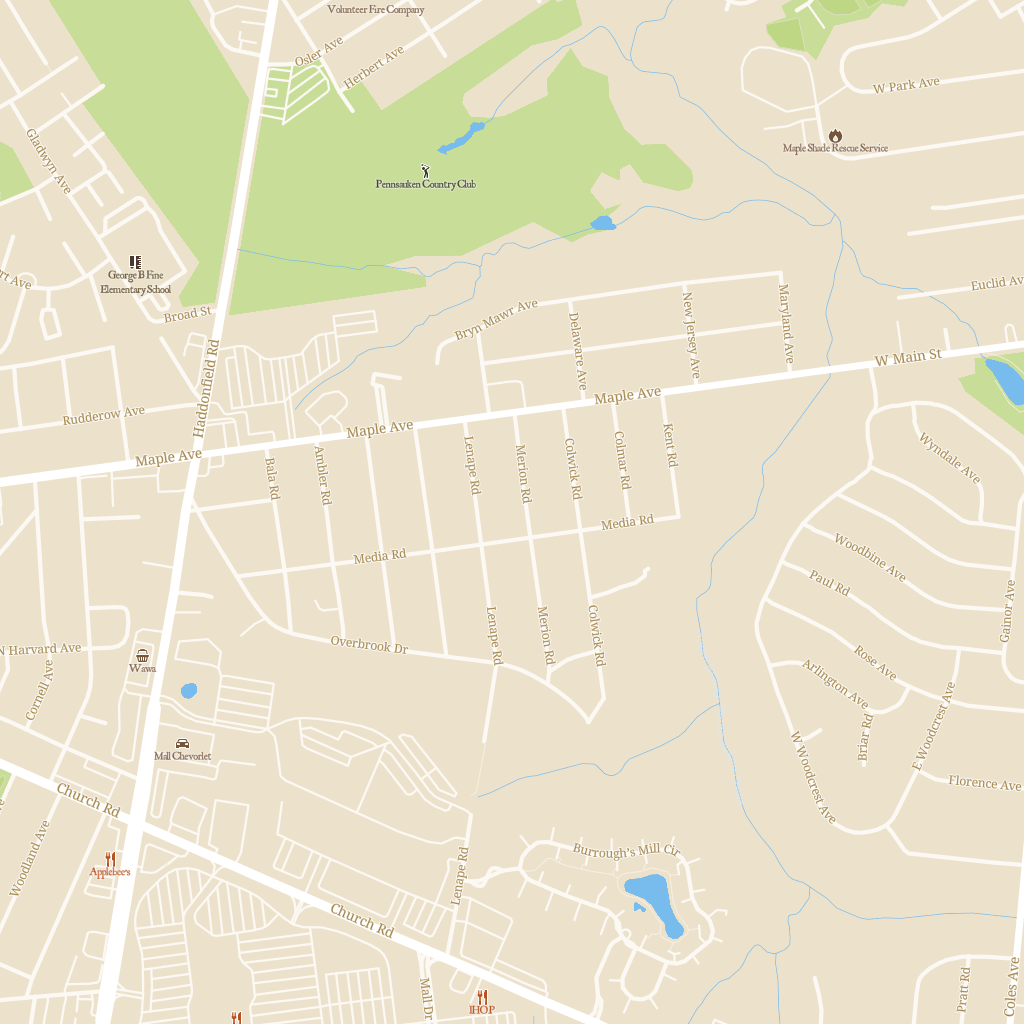 Volunteer Fire Company
Osler Ave
Herbert Ave
W Park Ave
Gladwyn Ave
Maple Shade Rescue Service
Pennsauken Country Club
George B Fine
Elementary School
Euclid Av
Broad St
Bryn Mawr Ave
Delaware Ave
New Jersey Ave
Maryland Ave
W Main St
Haddonfield Rd
Rudderow Ave
Maple Ave
Maple Ave
Maple Ave
Bala Rd
Ambler Rd
Lenape Rd
Merion Rd
Colwick Rd
Colmar Rd
Kent Rd
Wyndale Ave
Media Rd
Media Rd
Woodbine Ave
Paul Rd
Gainor Ave
N Harvard Ave
Wawa
Overbrook Dr
Lenape Rd
Merion Rd
Colwick Rd
Rose Ave
Arlington Ave
Cornell Ave
Briar Rd
E Woodcrest Ave
W Woodcrest Ave
Mall Chevorlet
Florence Ave
Church Rd
Woodland Ave
Applebee's
Burrough's Mill Cir
Lenape Rd
Church Rd
Mall Dr
IHOP
Pratt Rd
Coles Ave